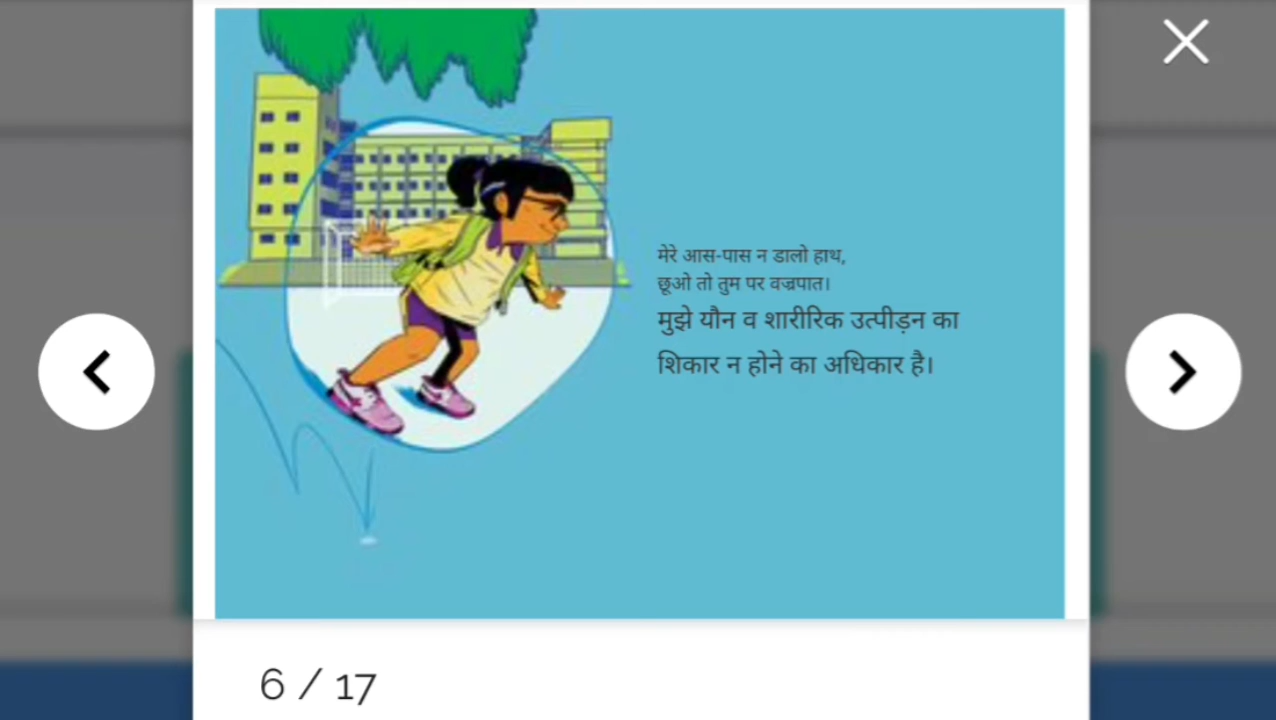 मेरे आस-पास न डालो हाथ,
छूओ तो तुम पर वज्रपात।
मुझे यौन व शारीरिक उत्पीड़न का
शिकार न होने का अधिकार है।
6 / 17